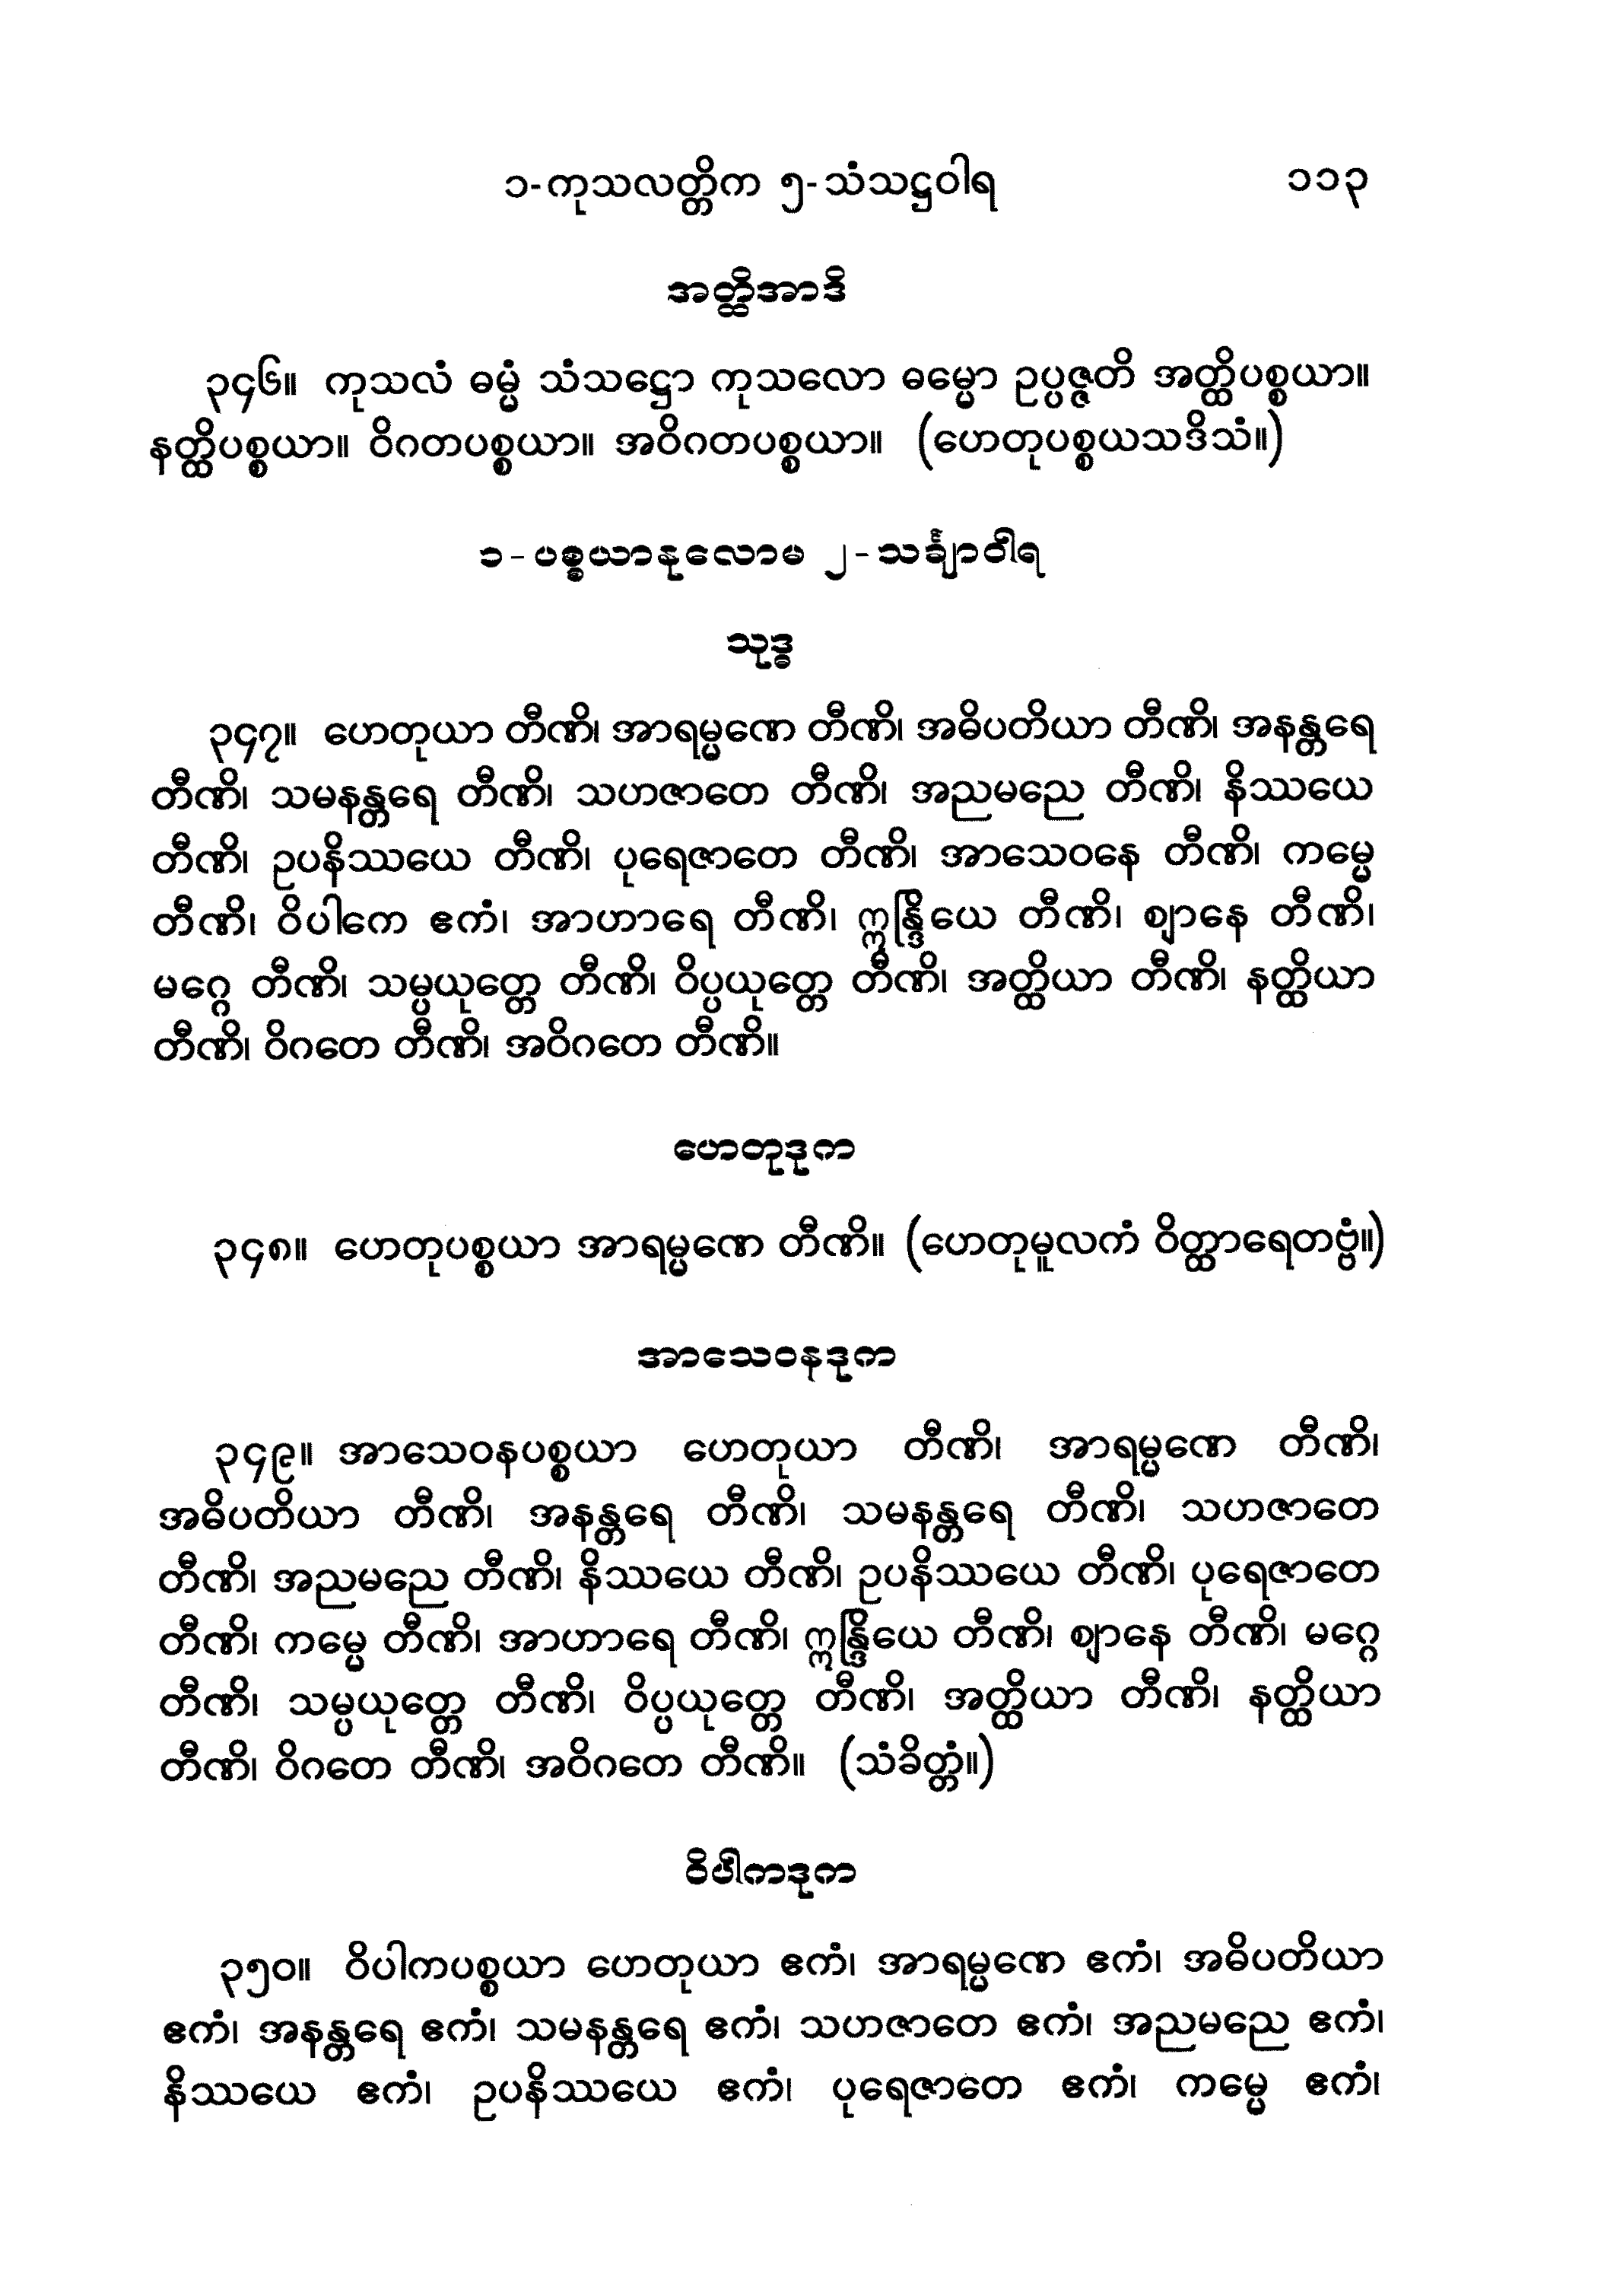 ၁-ကုသလတ္တိက ၅-သံသဋ္ဌဝါရ ၁၁၃
အတ္ထိအာဒိ
၃၄၆။ ကုသလံ ဓမ္မံ သံသဋ္ဌော ကုသလော ဓမ္မော ဥပ္ပဇ္ဇတိ အတ္ထိပစ္စယာ။
နတ္ထိပစ္စယာ။ ဝိဂတပစ္စယာ။ အဝိဂတပစ္စယာ။ (ဟေတုပစ္စယသဒိသံ။)
၁-ပစ္စယာနုလောမ ၂-သင်္ချာဝါရ
သုဒ္ဓ
၃၄၇။ ဟေတုယာ တီဏိ၊ အာရမ္မဏေ တီဏိ၊ အဓိပတိယာ တီဏိ၊ အနန္တရေ
တီဏိ၊ သမနန္တရေ တီဏိ၊ သဟဇာတေ တီဏိ၊ အညမညေ တီဏိ၊ နိဿယေ
တီဏိ၊ ဥပနိဿယေ တီဏိ၊ ပုရေဇာတေ တီဏိ၊ အာသေဝနေ တီဏိ၊ ကမ္မေ
တီဏိ၊ ဝိပါကေ ဧကံ၊ အာဟာရေ တီဏိ၊ ဣန္ဒြိယေ တီဏိ၊ ဈာနေ တီဏိ၊
မဂ္ဂေ တီဏိ၊ သမ္ပယုတ္တေ တီဏိ၊ ဝိပ္ပယုတ္တေ တီဏိ၊ အတ္ထိယာ တီဏိ၊ နတ္ထိယာ
တီဏိ၊ ဝိဂတေ တီဏိ၊ အဝိဂတေ တီဏိ။
ဟေတုဒုက
၃၄၈။ ဟေတုပစ္စယာ အာရမ္မဏေ တီဏိ။ (ဟေတုမူလကံ ဝိတ္ထာရေတဗ္ဗံ။)
အာသေဝနဒုက
၃၄၉။ အာသေဝနပစ္စယာ ဟေတုယာ တီဏိ၊ အာရမ္မဏေ တီဏိ၊
အဓိပတိယာ တီဏိ၊ အနန္တရေ တီဏိ၊ သမနန္တရေ တီဏိ၊ သဟဇာတေ
တီဏိ၊ အညမညေ တီဏိ၊ နိဿယေ တီဏိ၊ ဥပနိဿယေ တီဏိ၊ ပုရေဇာတေ
တီဏိ၊ ကမ္မေ တီဏိ၊ အာဟာရေ တီဏိ၊ ဣန္ဒြိယေ တီဏိ၊ ဈာနေ တီဏိ၊ မဂ္ဂေ
တီဏိ၊ သမ္ပယုတ္တေ တီဏိ၊ ဝိပ္ပယုတ္တေ တီဏိ၊ အတ္ထိယာ တီဏိ၊ နတ္ထိယာ
တီဏိ၊ ဝိဂတေ တီဏိ၊ အဝိဂတေ တီဏိ။ (သံခိတ္တံ။)
ဝိပါကဒုက
၃၅၀။ ဝိပါကပစ္စယာ ဟေတုယာ ဧကံ၊ အာရမ္မဏေ ဧကံ၊ အဓိပတိယာ
ဧကံ၊ အနန္တရေ ဧကံ၊ သမနန္တရေ ဧကံ၊ သဟဇာတေ ဧကံ၊ အညမညေ ဧကံ၊
နိဿယေ ဧကံ၊ ဥပနိဿယေ ဧကံ၊ ပုရေဇာတေ ဧကံ၊ ကမ္မေ ဧကံ၊